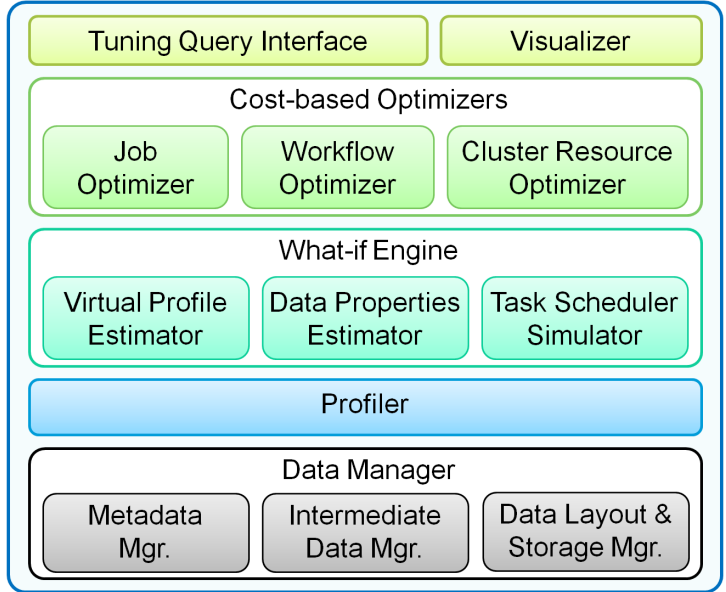 Tuning Query Interface
Visualizer
Cost-based Optimizers
Job
Optimizer
Workflow
Optimizer
Cluster Resource
Optimizer
What-if Engine
Virtual Profile
Estimator
Data Properties
Estimator
Task Scheduler
Simulator
Profiler
Data Manager
Metadata
Mgr.
Intermediate
Data Mgr.
Data Layout &
Storage Mgr.